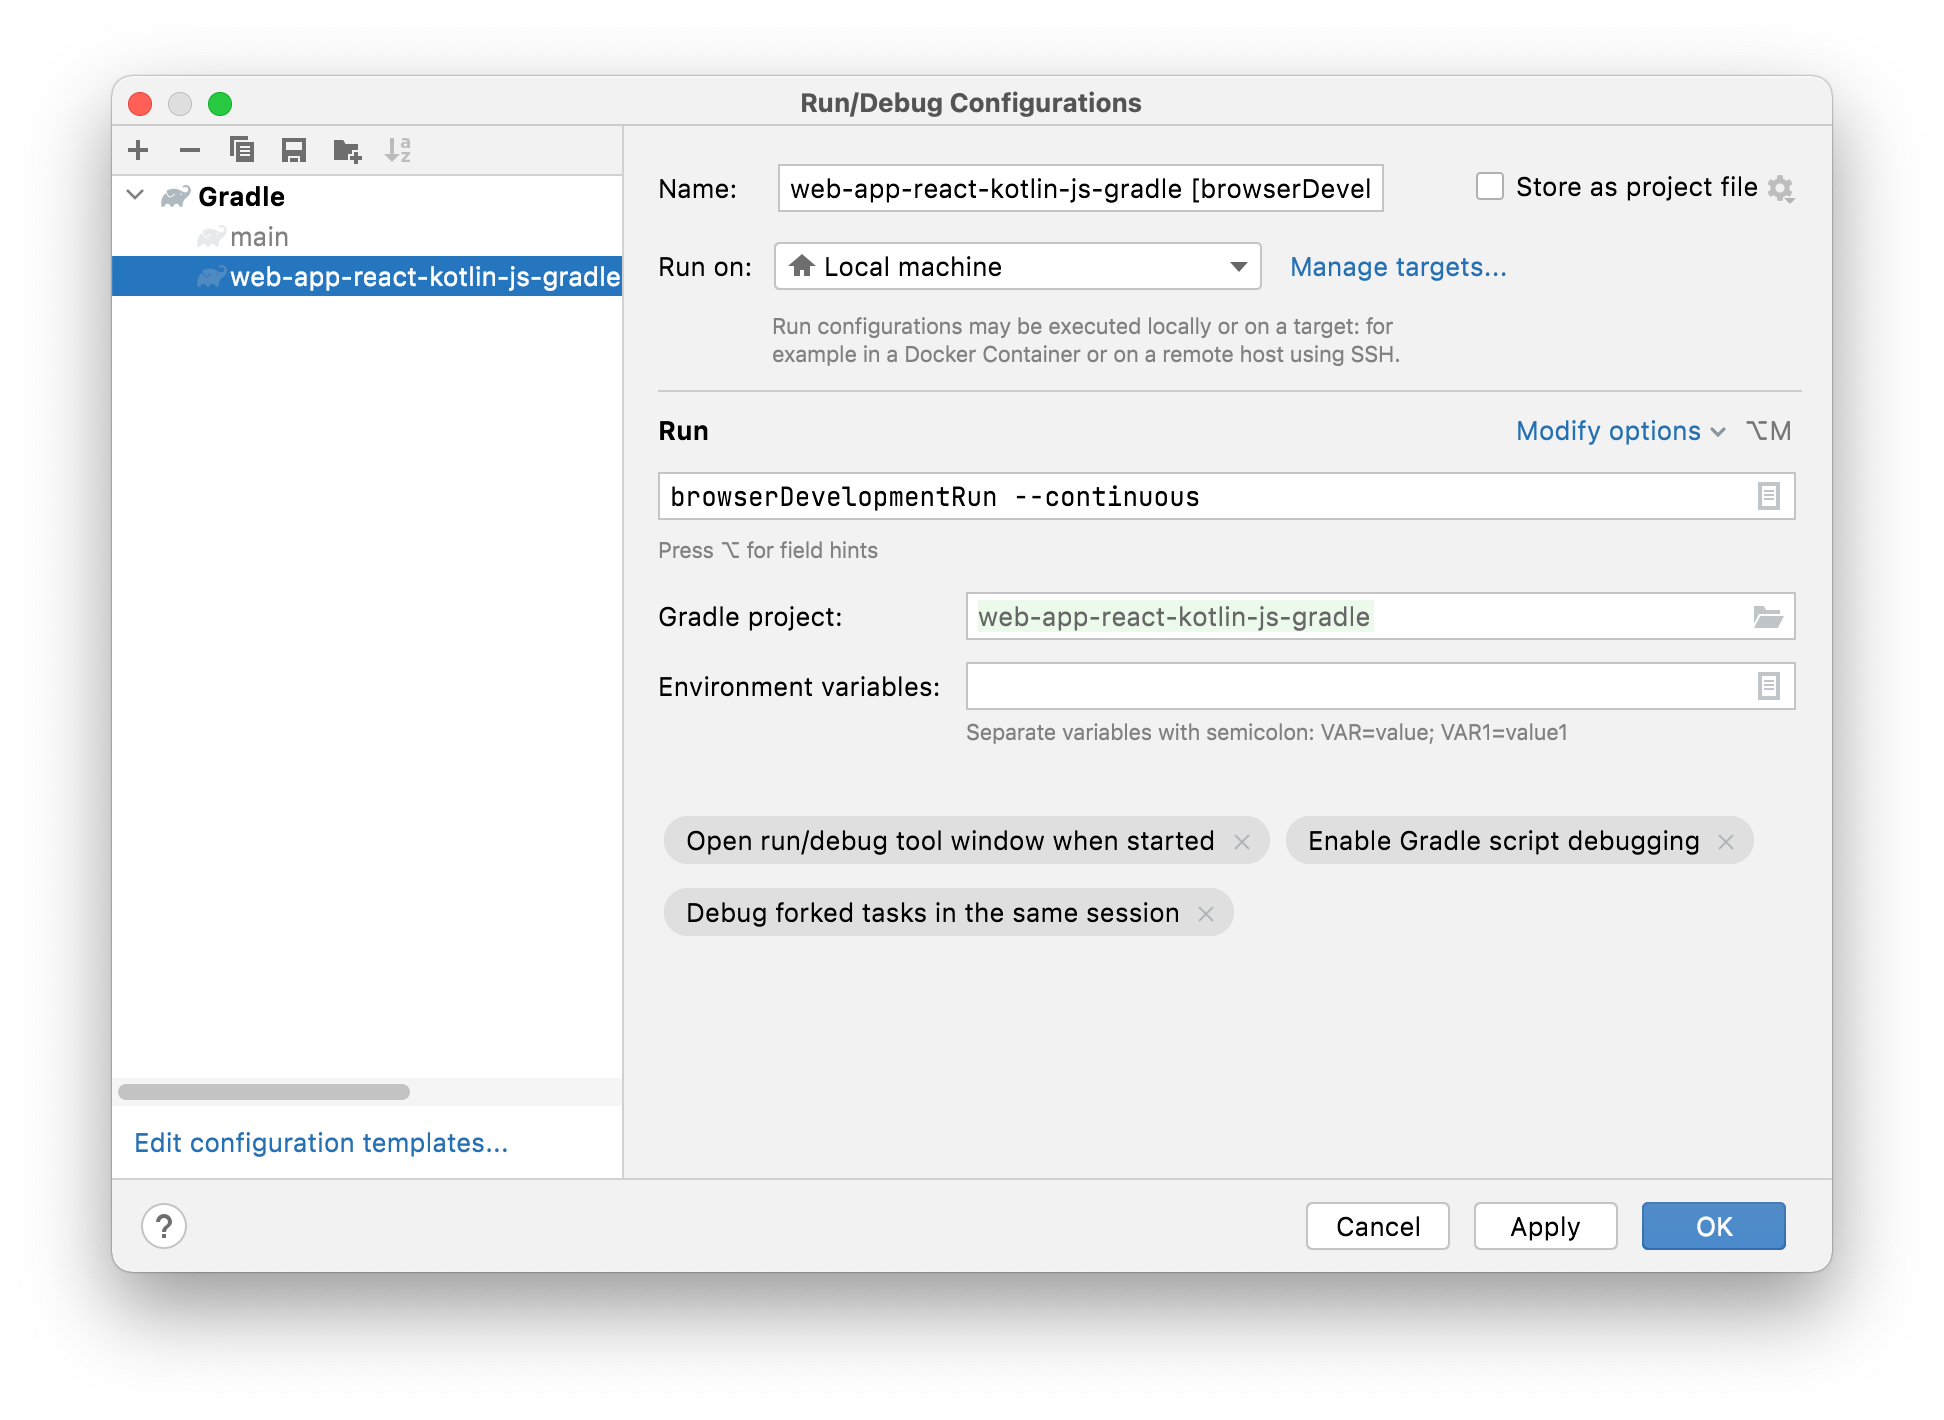 Run/Debug Configurations
Gradle
main
web-app-react-kotlin-js-gradle
Edit configuration templates...
Name: web-app-react-kotlin-js-gradle [browserDevel
Store as project file
Run on: Local machine Manage targets...
Run configurations may be executed locally or on a target: for
example in a Docker Container or on a remote host using SSH.
Run Modify options ⌥M
browserDevelopmentRun --continuous
Press ⌥ for field hints
Gradle project: web-app-react-kotlin-js-gradle
Environment variables:
Separate variables with semicolon: VAR=value; VAR1=value1
Open run/debug tool window when started × Enable Gradle script debugging ×
Debug forked tasks in the same session ×
? Cancel Apply OK